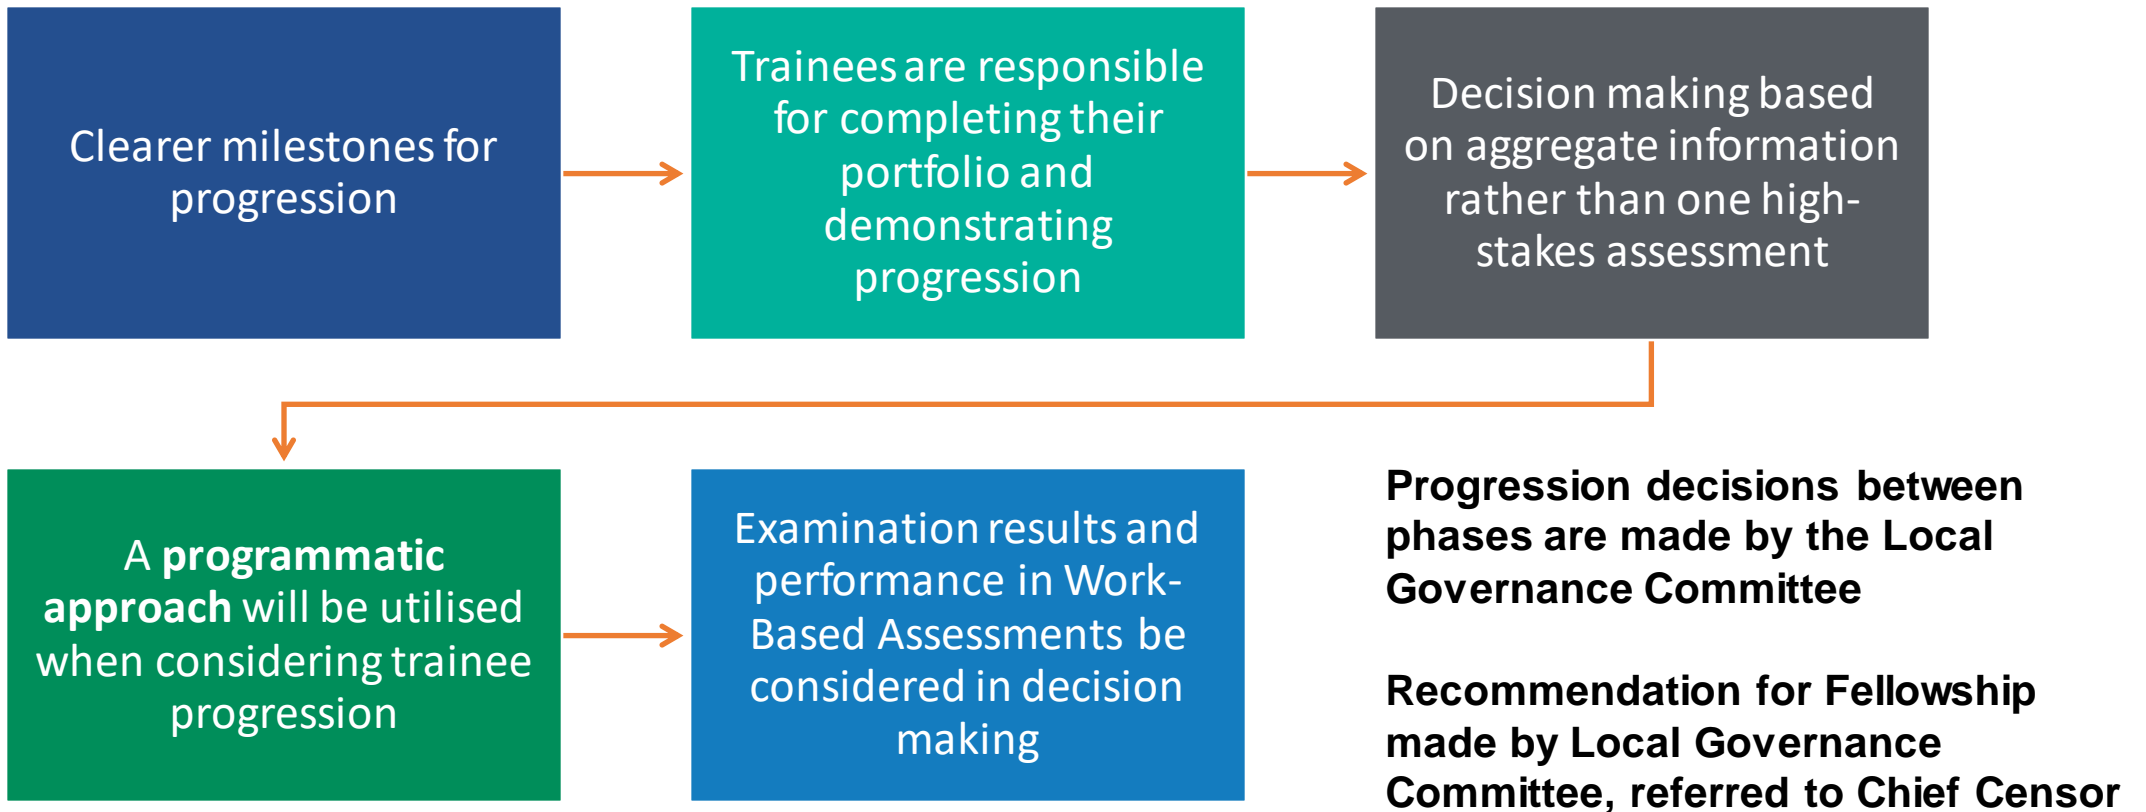 Clearer milestones for
progression
Trainees are responsible
for completing their
portfolio and
demonstrating
progression
Decision making based
on aggregate information
rather than one high-
stakes assessment
A programmatic
approach will be utilised
when considering trainee
progression
Examination results and
performance in Work-
Based Assessments be
considered in decision
making
Progression decisions between
phases are made by the Local
Governance Committee
Recommendation for Fellowship
made by Local Governance
Committee, referred to Chief Censor